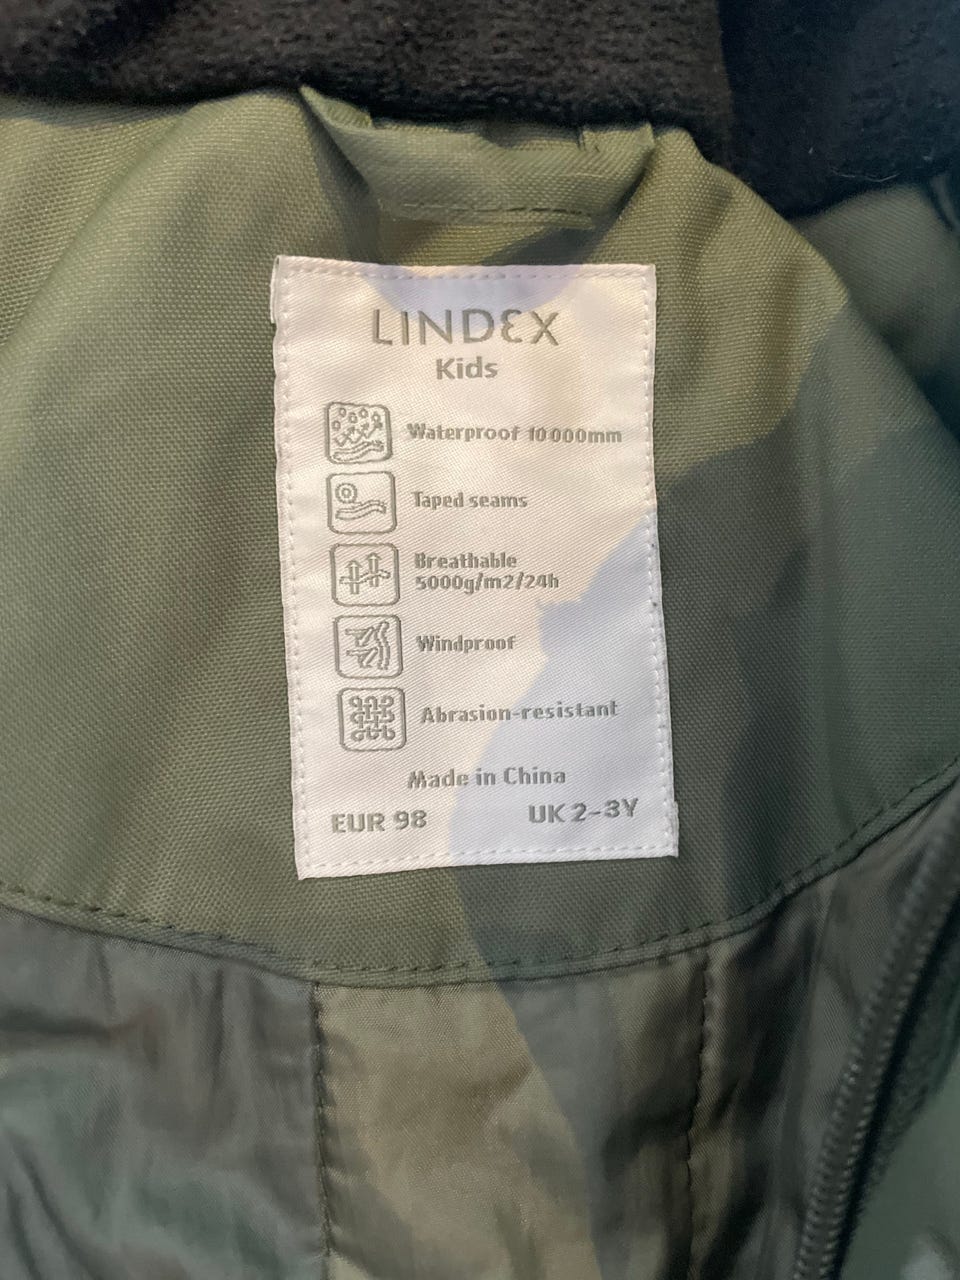 LINDEX
Kids
Waterproof 10 000mm
Taped seams
Breathable
5000g/m2/24h
Windproof
Abrasion-resistant
Made in China
EUR 98 UK 2-3Y